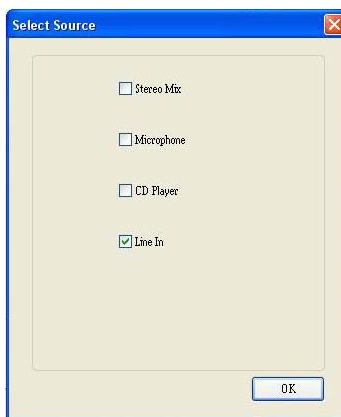 Select Source
Stereo Mix
Microphone
CD Player
Line In
OK